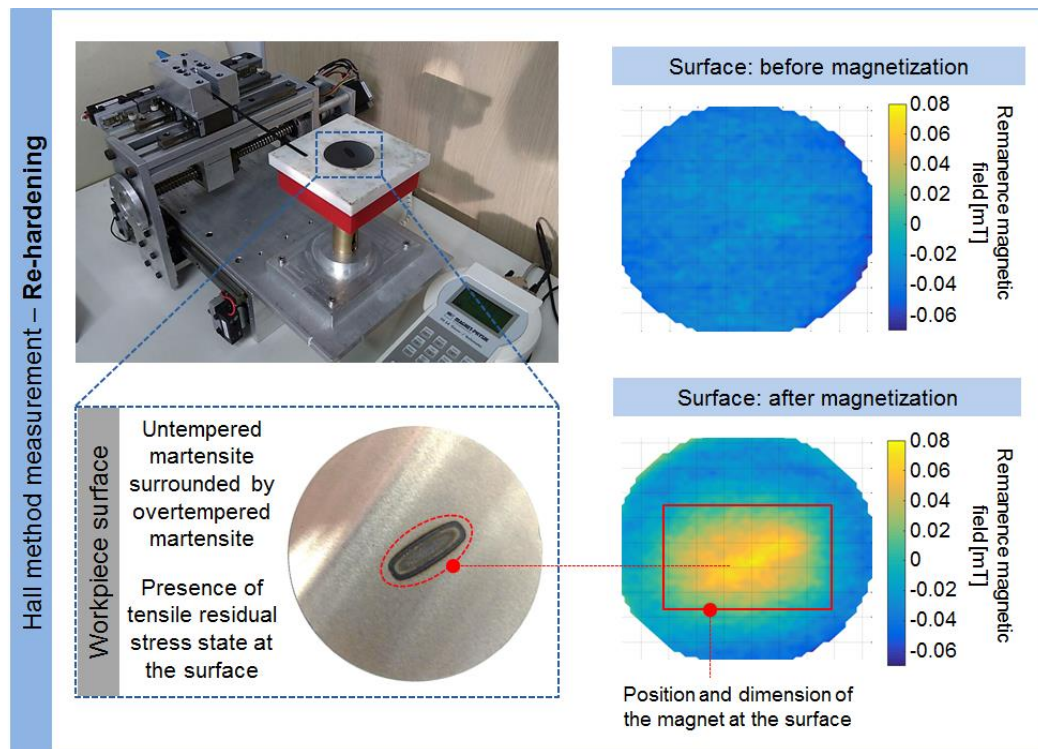 Hall method measurement – Re-hardening
MAGNET-PHYSIK
Surface: before magnetization
0.08
0.06
0.04
0.02
0
-0.02
-0.04
-0.06
Remanence magnetic
field [mT]
Workpiece surface
Untempered
martensite
surrounded by
overtempered
martensite
Presence of
tensile residual
stress state at
the surface
Surface: after magnetization
0.08
0.06
0.04
0.02
0
-0.02
-0.04
-0.06
Remanence magnetic
field [mT]
Position and dimension of
the magnet at the surface